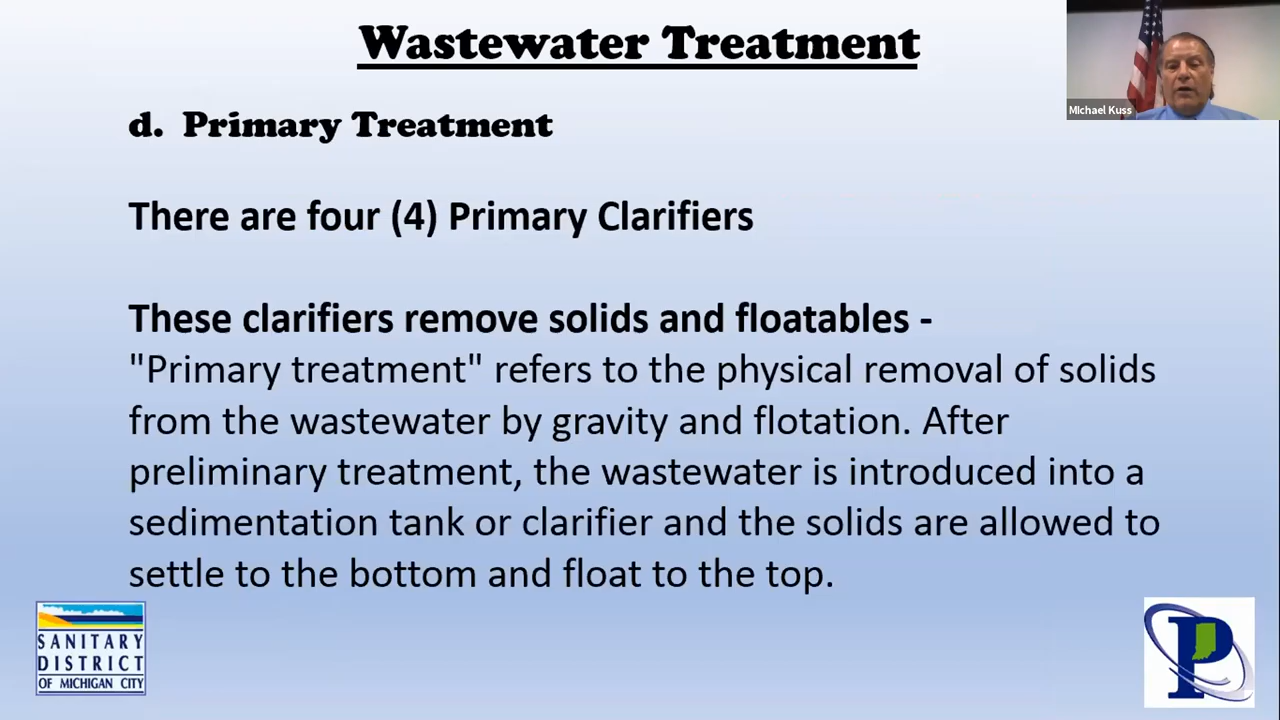 Wastewater Treatment
MIchael Kuss
d. Primary Treatment
There are four (4) Primary Clarifiers
These clarifiers remove solids and floatables -
"Primary treatment" refers to the physical removal of solids
from the wastewater by gravity and flotation. After
preliminary treatment, the wastewater is introduced into a
sedimentation tank or clarifier and the solids are allowed to
settle to the bottom and float to the top.
SANITARY
DISTRICT
OF MICHIGAN CITY
P